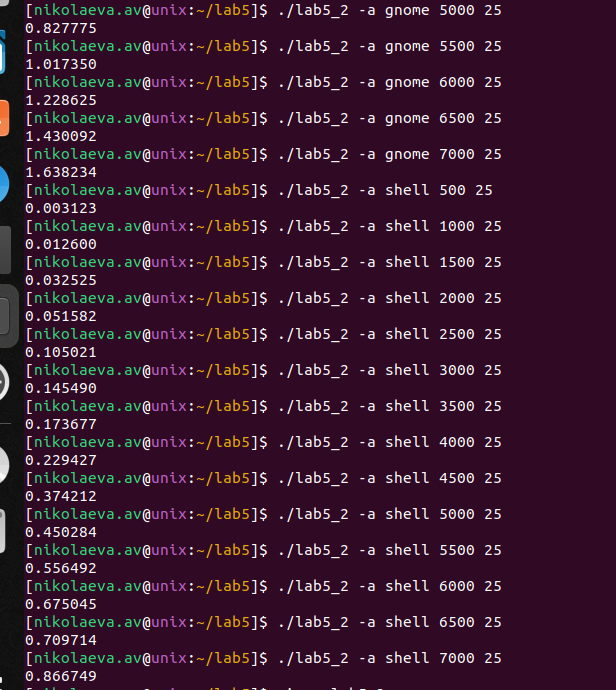 [nikolaeva.av@unix:~/lab5]$ ./lab5_2 -a gnome 5000 25
0.827775
[nikolaeva.av@unix:~/lab5]$ ./lab5_2 -a gnome 5500 25
1.017350
[nikolaeva.av@unix:~/lab5]$ ./lab5_2 -a gnome 6000 25
1.228625
[nikolaeva.av@unix:~/lab5]$ ./lab5_2 -a gnome 6500 25
1.430092
[nikolaeva.av@unix:~/lab5]$ ./lab5_2 -a gnome 7000 25
1.638234
[nikolaeva.av@unix:~/lab5]$ ./lab5_2 -a shell 500 25
0.003123
[nikolaeva.av@unix:~/lab5]$ ./lab5_2 -a shell 1000 25
0.012600
[nikolaeva.av@unix:~/lab5]$ ./lab5_2 -a shell 1500 25
0.032525
[nikolaeva.av@unix:~/lab5]$ ./lab5_2 -a shell 2000 25
0.051582
[nikolaeva.av@unix:~/lab5]$ ./lab5_2 -a shell 2500 25
0.105021
[nikolaeva.av@unix:~/lab5]$ ./lab5_2 -a shell 3000 25
0.145490
[nikolaeva.av@unix:~/lab5]$ ./lab5_2 -a shell 3500 25
0.173677
[nikolaeva.av@unix:~/lab5]$ ./lab5_2 -a shell 4000 25
0.229427
[nikolaeva.av@unix:~/lab5]$ ./lab5_2 -a shell 4500 25
0.374212
[nikolaeva.av@unix:~/lab5]$ ./lab5_2 -a shell 5000 25
0.450284
[nikolaeva.av@unix:~/lab5]$ ./lab5_2 -a shell 5500 25
0.556492
[nikolaeva.av@unix:~/lab5]$ ./lab5_2 -a shell 6000 25
0.675045
[nikolaeva.av@unix:~/lab5]$ ./lab5_2 -a shell 6500 25
0.709714
[nikolaeva.av@unix:~/lab5]$ ./lab5_2 -a shell 7000 25
0.866749